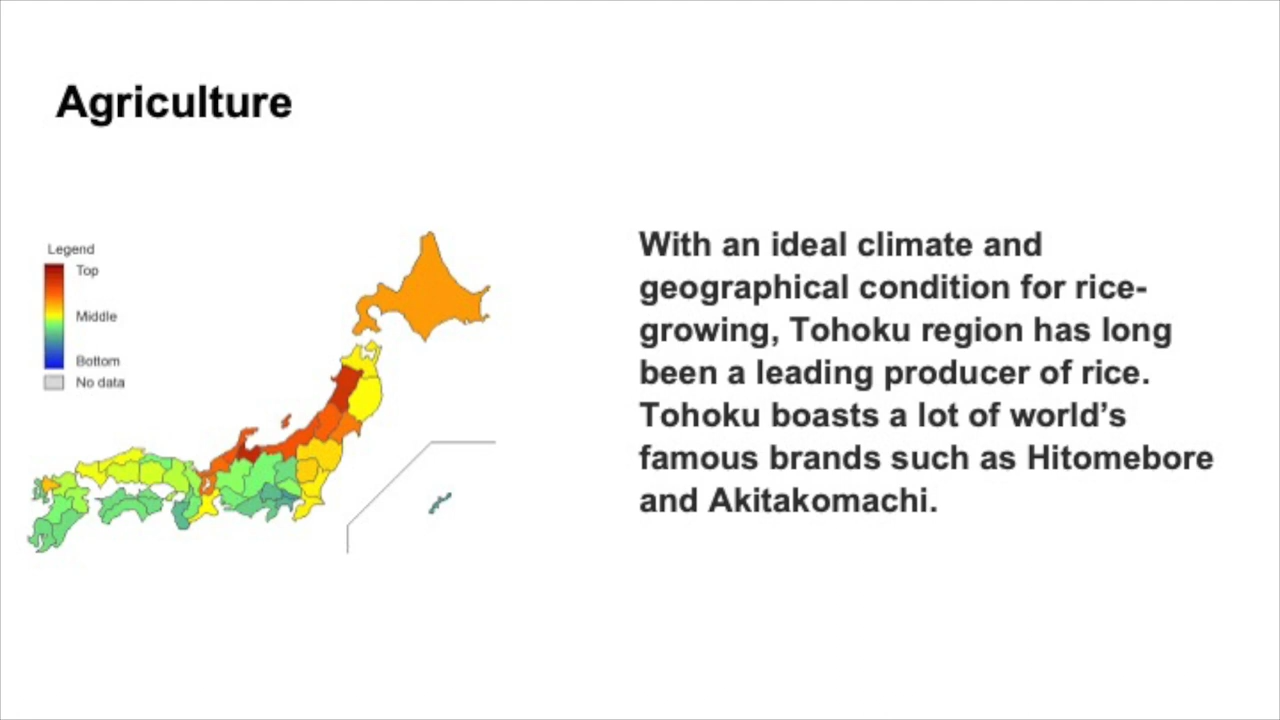 Agriculture
Legend
Top
Middle
Bottom
No data
With an ideal climate and
geographical condition for rice-
growing, Tohoku region has long
been a leading producer of rice.
Tohoku boasts a lot of world’s
famous brands such as Hitomebore
and Akitakomachi.